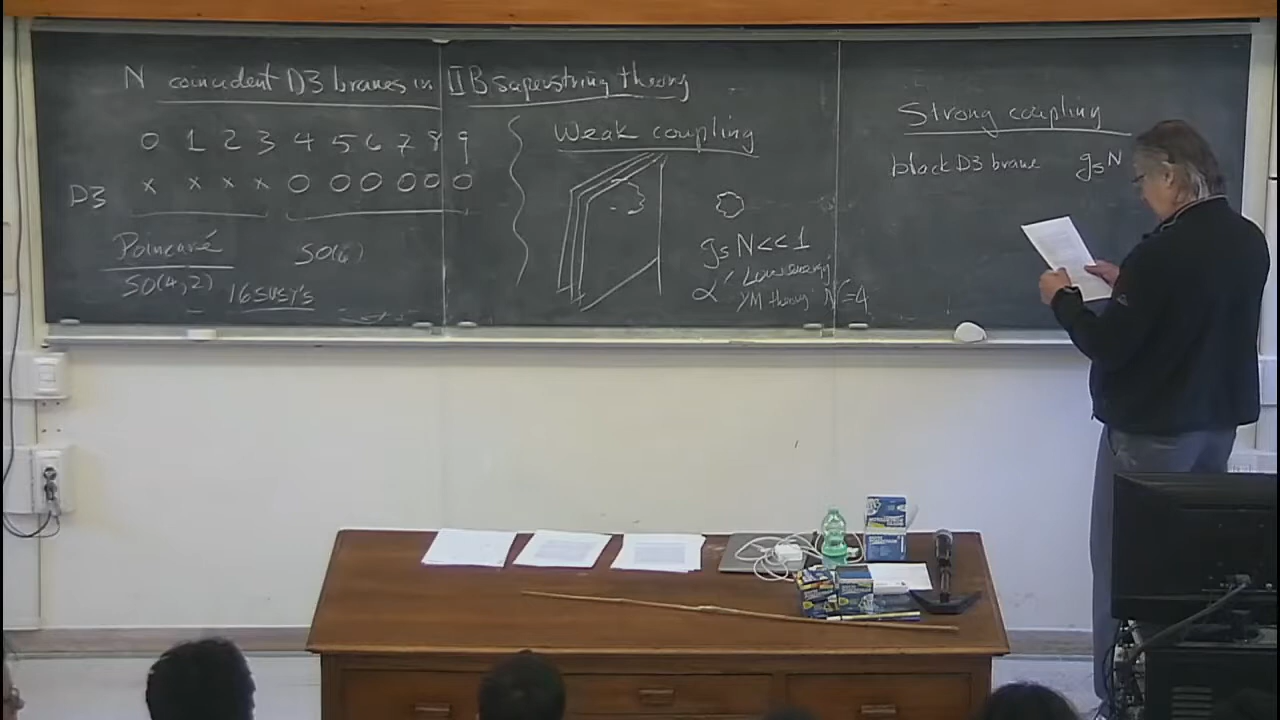 N coincident D3 branes in IIB superstring theory
0 1 2 3 4 5 6 7 8 9
D3 x x x x 0 0 0 0 0 0
Poincaré
SO(6)
SO(4,2)
16 SUSY's
Weak coupling
gs N << 1
α' Low energy
YM theory N=4
Strong coupling
black D3 brane gs N